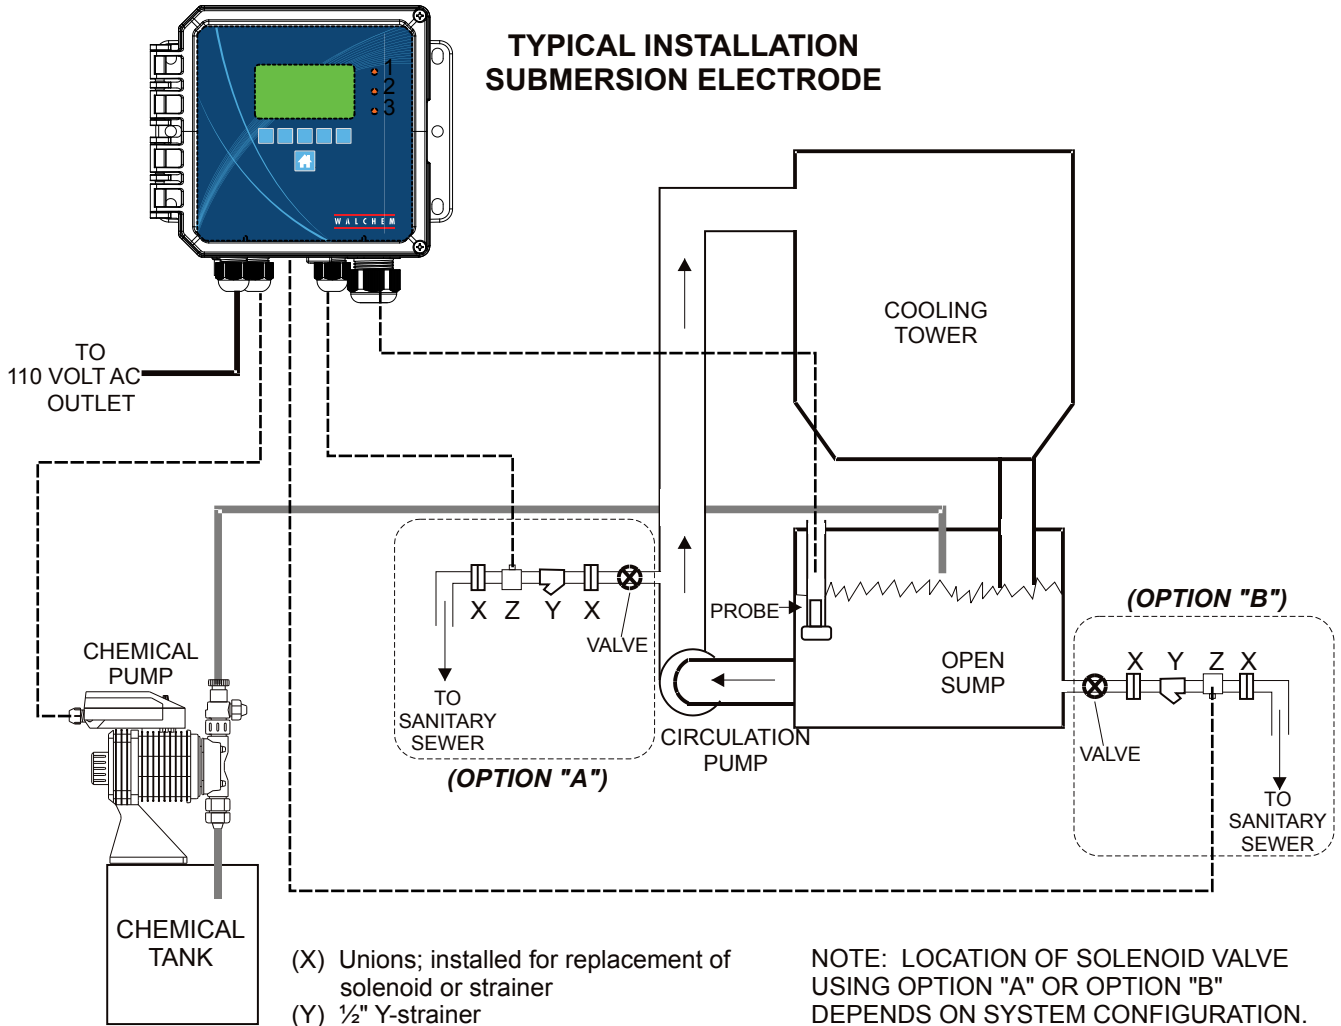 TYPICAL INSTALLATION
SUBMERSION ELECTRODE
1
2
3
WALCHEM
TO
110 VOLT AC
OUTLET
COOLING
TOWER
X Z Y X
VALVE
PROBE
OPEN
SUMP
(OPTION "B")
X Y Z X
VALVE
TO
SANITARY
SEWER
CHEMICAL
PUMP
TO
SANITARY
SEWER
(OPTION "A")
CIRCULATION
PUMP
CHEMICAL
TANK
(X) Unions; installed for replacement of
solenoid or strainer
(Y) ½" Y-strainer
NOTE: LOCATION OF SOLENOID VALVE
USING OPTION "A" OR OPTION "B"
DEPENDS ON SYSTEM CONFIGURATION.